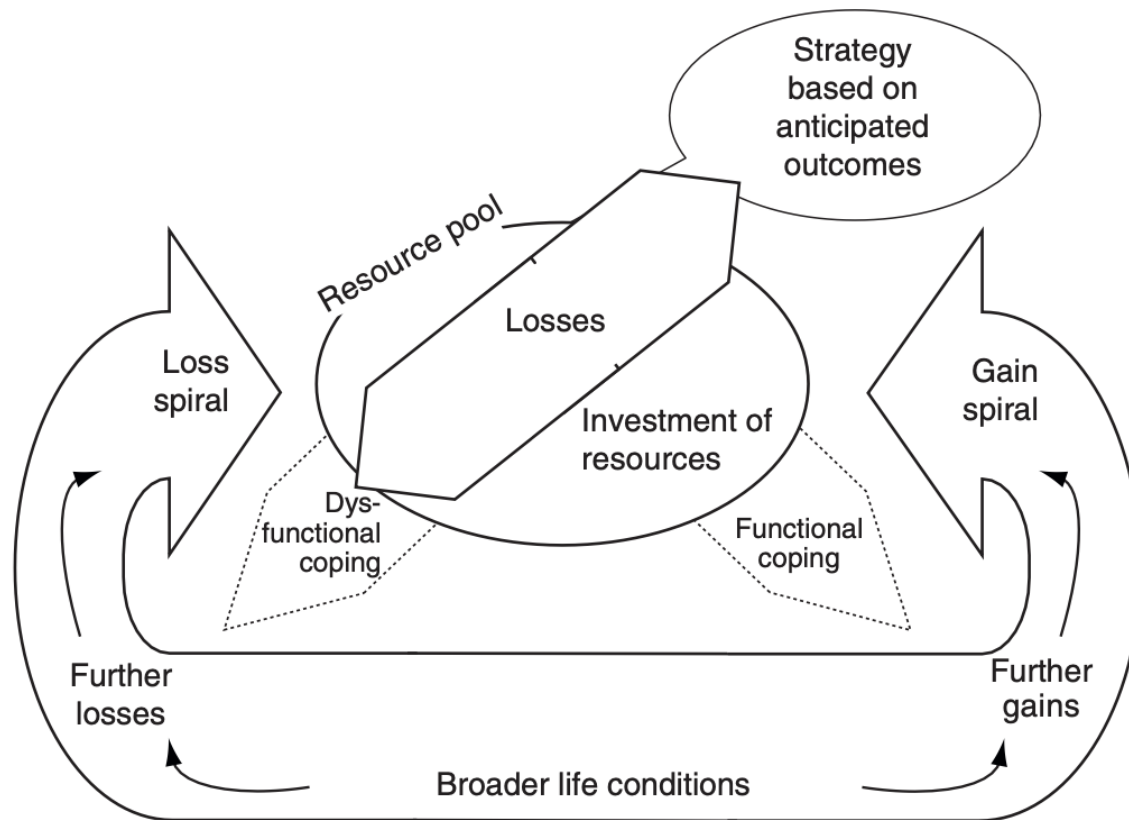 Strategy
based on
anticipated
outcomes
Resource pool
Losses
Loss
spiral
Gain
spiral
Investment of
resources
Dys-
functional
coping
Functional
coping
Further
losses
Further
gains
Broader life conditions